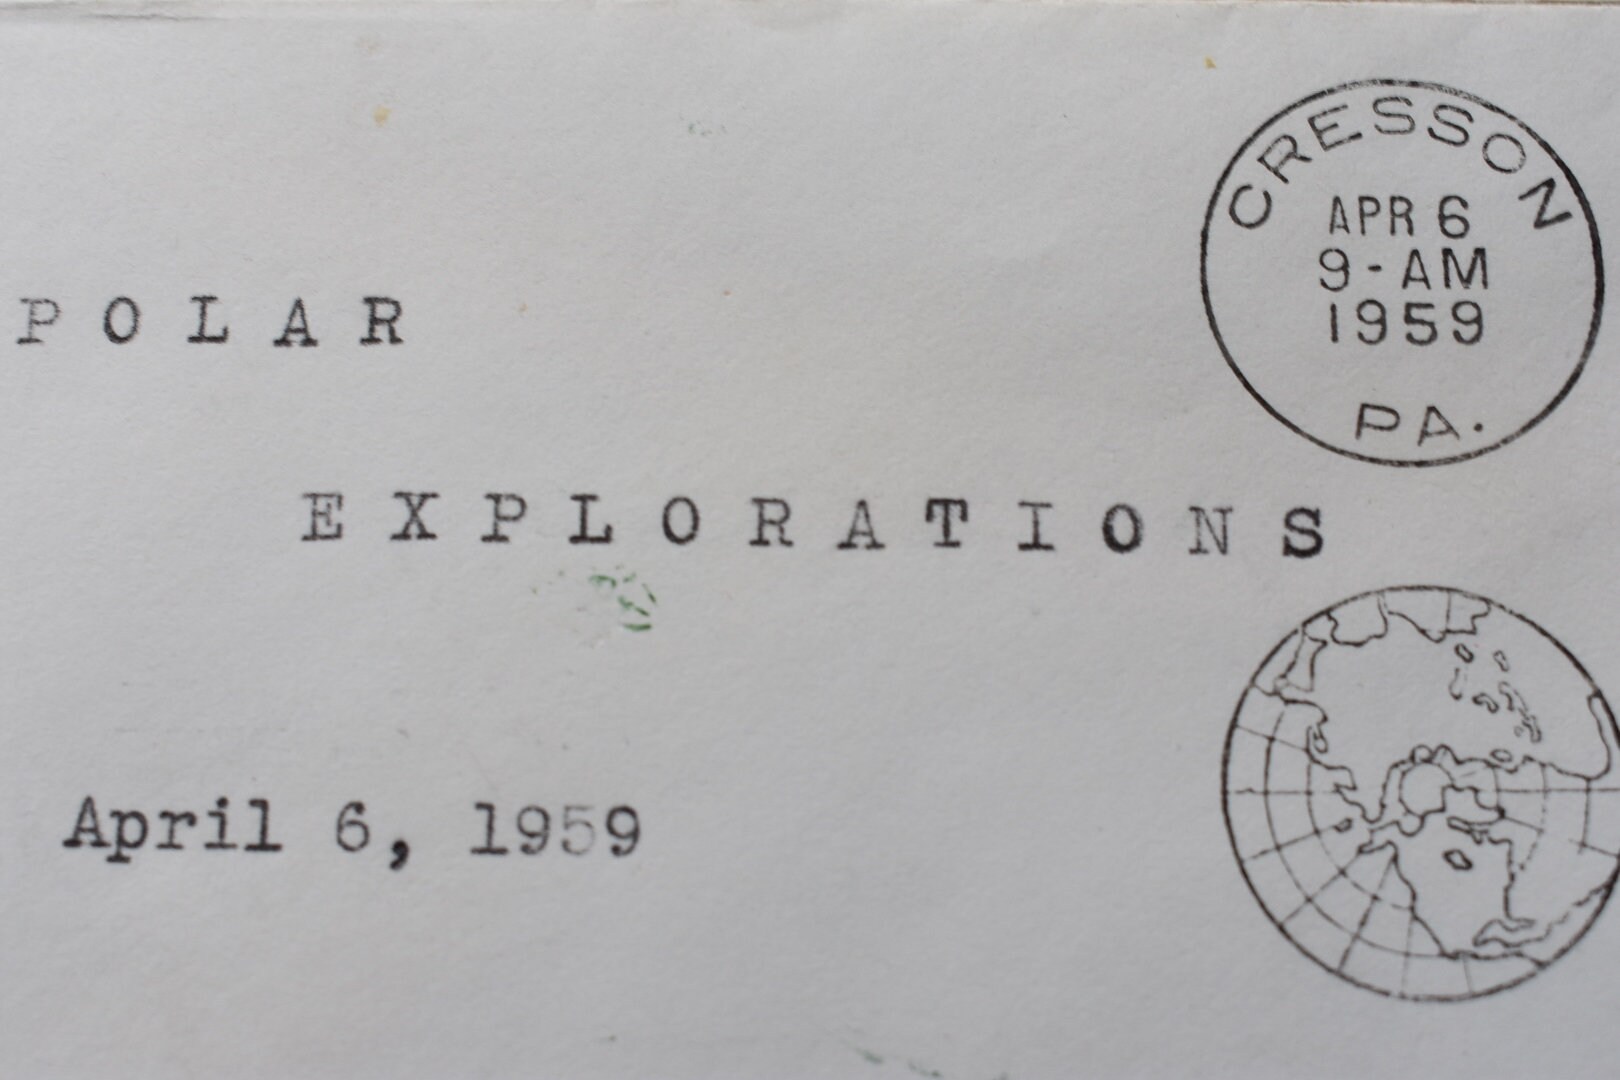 CRESSON
APR 6
9-AM
1959
PA.
POLAR
EXPLORATIONS
April 6, 1959